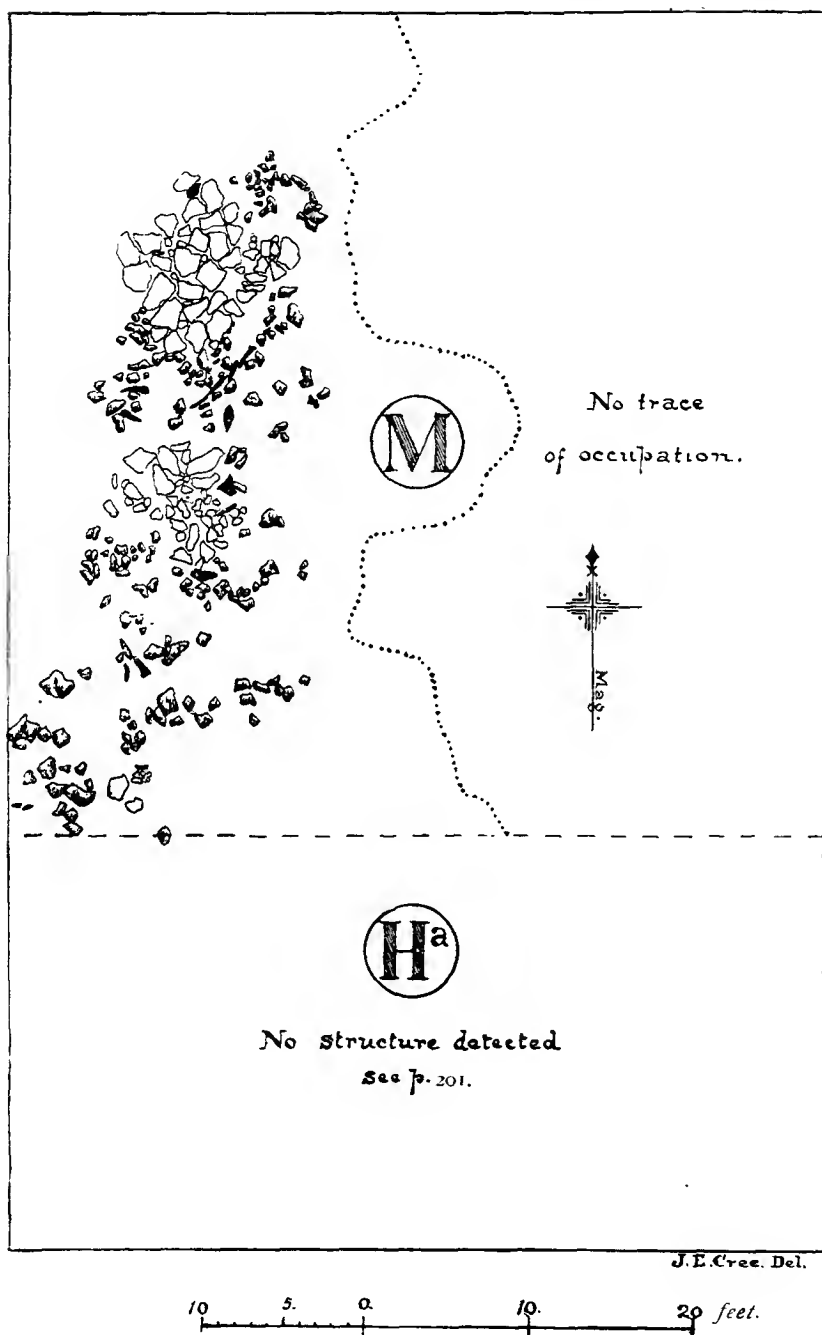 M
No trace
of occupation.
Mag.
Ha
No structure detected
see p. 201.
J.E.Cree. Del.
10 5. 0. 10. 20 feet.